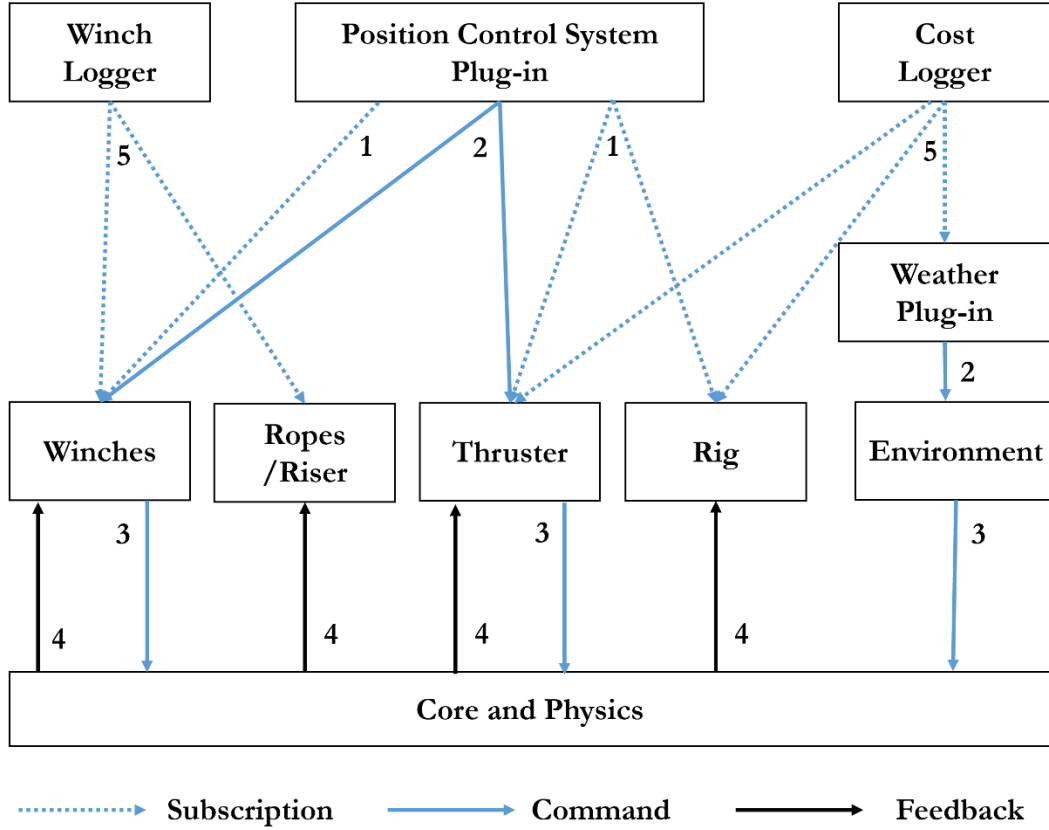 Winch
Logger
Position Control System
Plug-in
Cost
Logger
5
1
2
1
5
Weather
Plug-in
2
Winches
Ropes
/Riser
Thruster
Rig
Environment
3
3
3
4
4
4
4
Core and Physics
Subscription
Command
Feedback